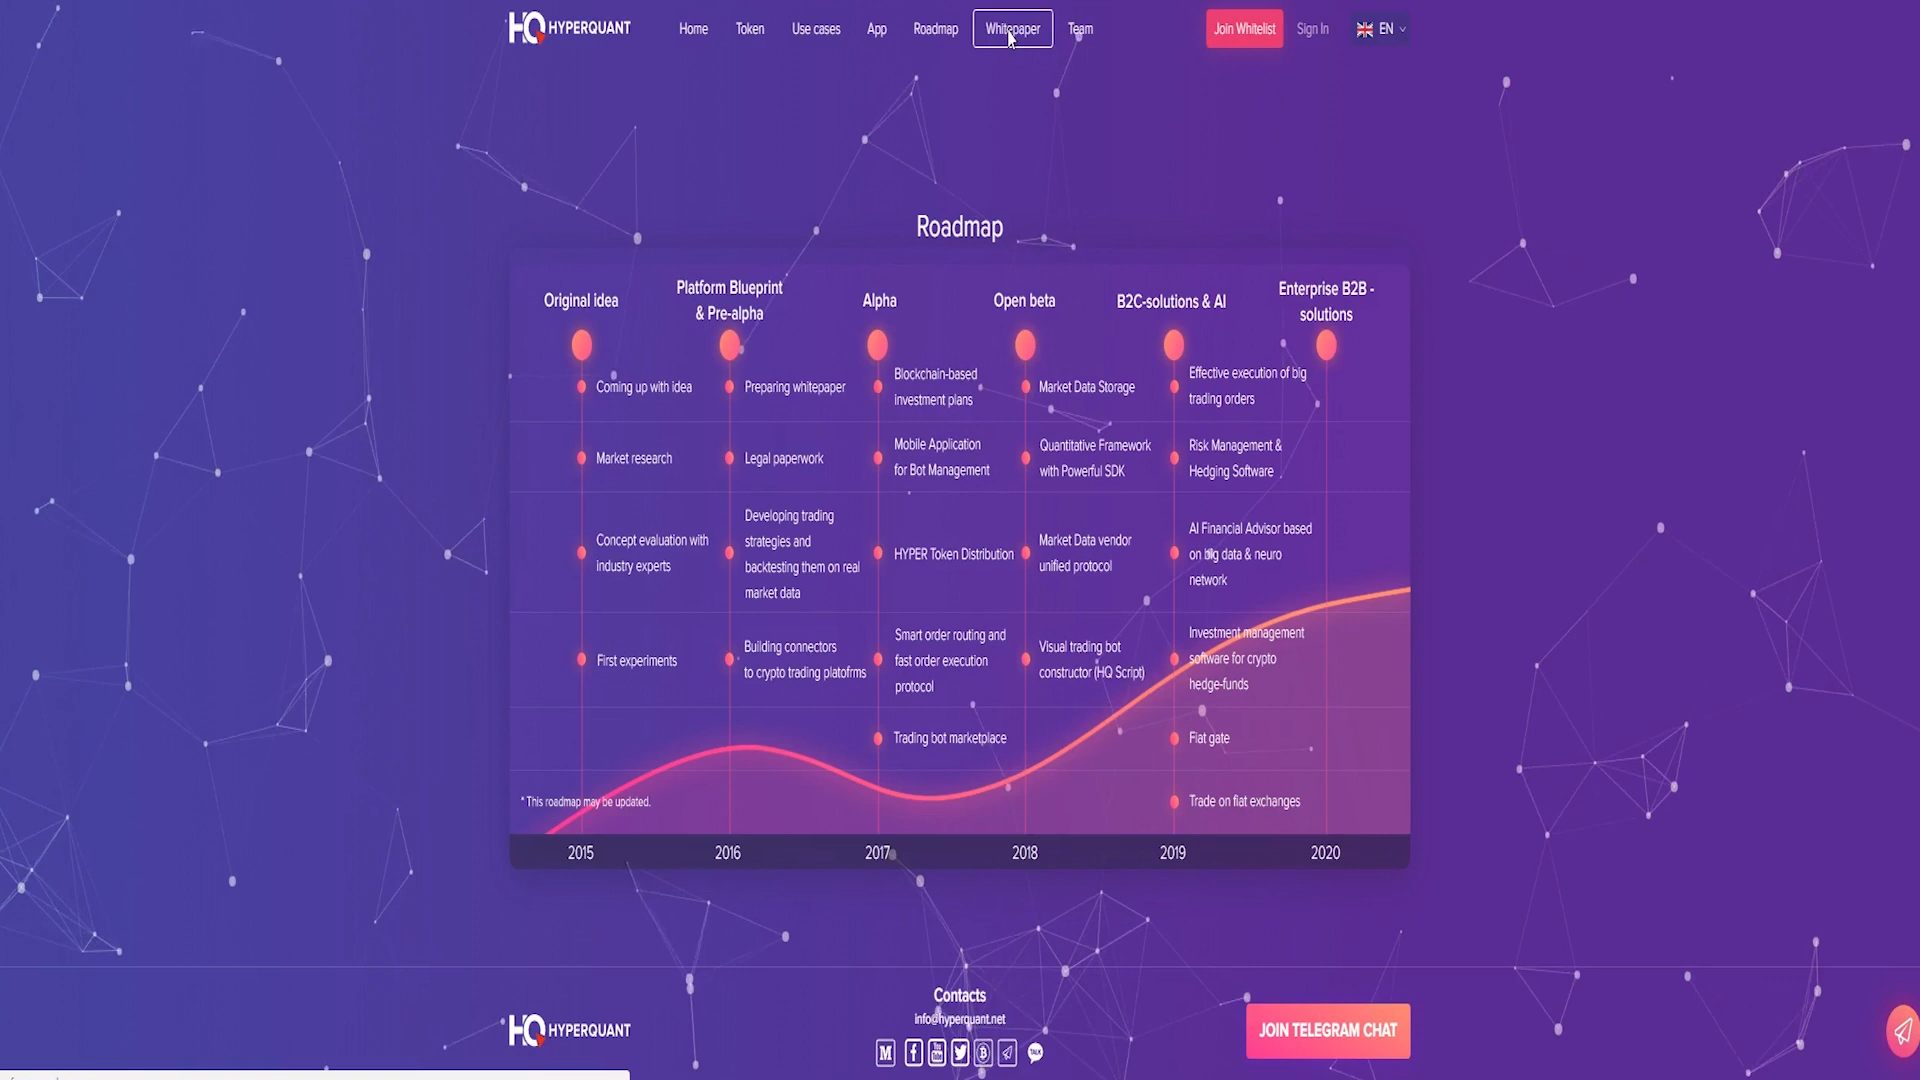 HQ HYPERQUANT
Home
Token
Use cases
App
Roadmap
Whitepaper
Team
Join Whitelist
Sign In
EN
Roadmap
Original idea
Platform Blueprint
& Pre-alpha
Alpha
Open beta
B2C-solutions & AI
Enterprise B2B -
solutions
Coming up with idea
Market research
Concept evaluation with
industry experts
First experiments
Preparing whitepaper
Legal paperwork
Developing trading
strategies and
backtesting them on real
market data
Building connectors
to crypto trading platofrms
Blockchain-based
investment plans
Mobile Application
for Bot Management
HYPER Token Distribution
Smart order routing and
fast order execution
protocol
Trading bot marketplace
Market Data Storage
Quantitative Framework
with Powerful SDK
Market Data vendor
unified protocol
Visual trading bot
constructor (HQ Script)
Effective execution of big
trading orders
Risk Management &
Hedging Software
AI Financial Advisor based
on big data & neuro
network
Investment management
software for crypto
hedge-funds
Fiat gate
Trade on fiat exchanges
* This roadmap may be updated.
2015
2016
2017
2018
2019
2020
HQ HYPERQUANT
Contacts
info@hyperquant.net
M
f
You
Tube
TALK
JOIN TELEGRAM CHAT